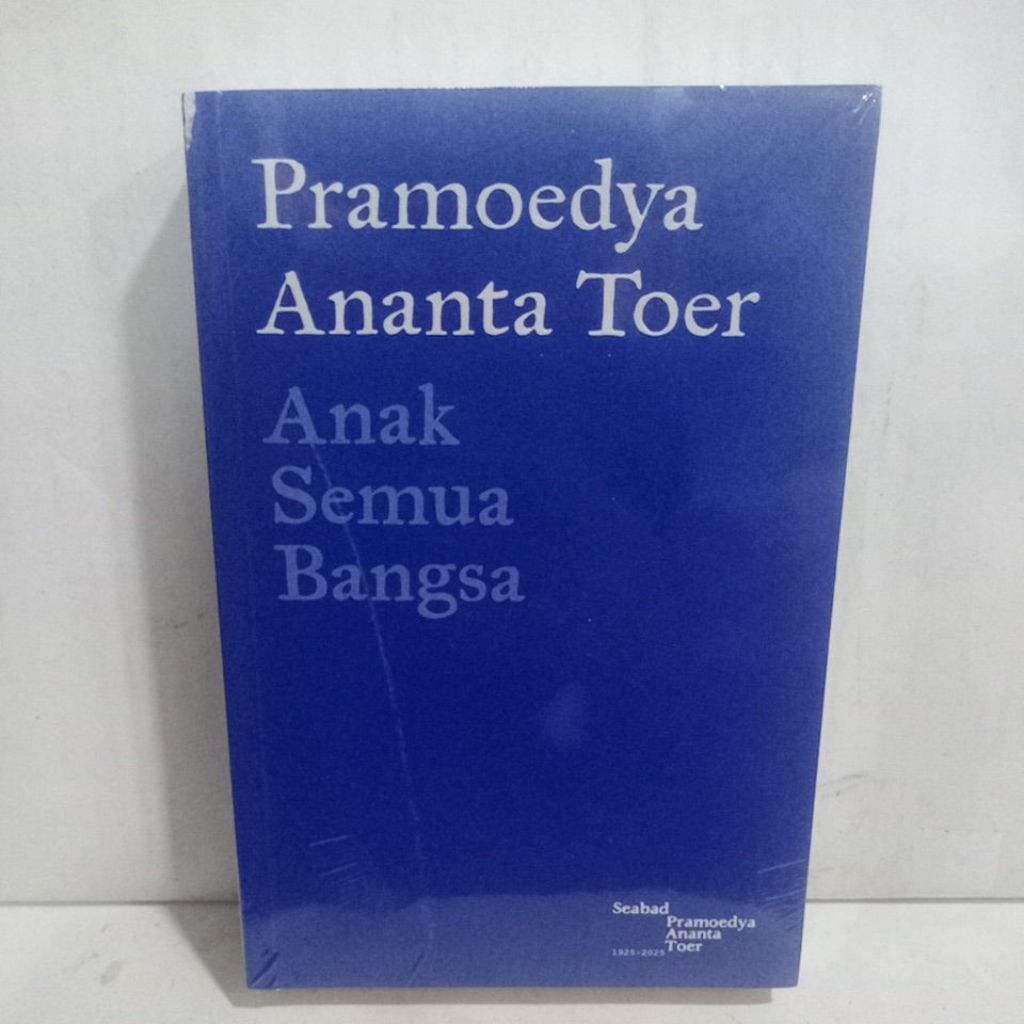 Pramoedya
Ananta Toer
Anak
Semua
Bangsa
Seabad
Pramoedya
Ananta
1925-2025 Toer